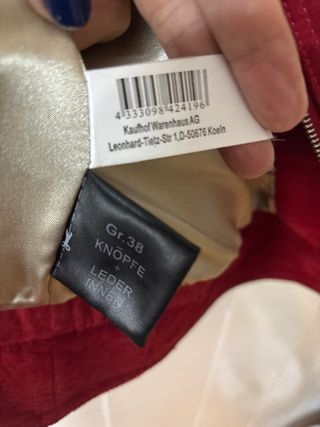 4 333098 424196
Kaufhof Warenhaus AG
Leonhard-Tietz-Str 1,D-50676 Koeln
Gr.38
KNÖPFE
+
LEDER
INNEN